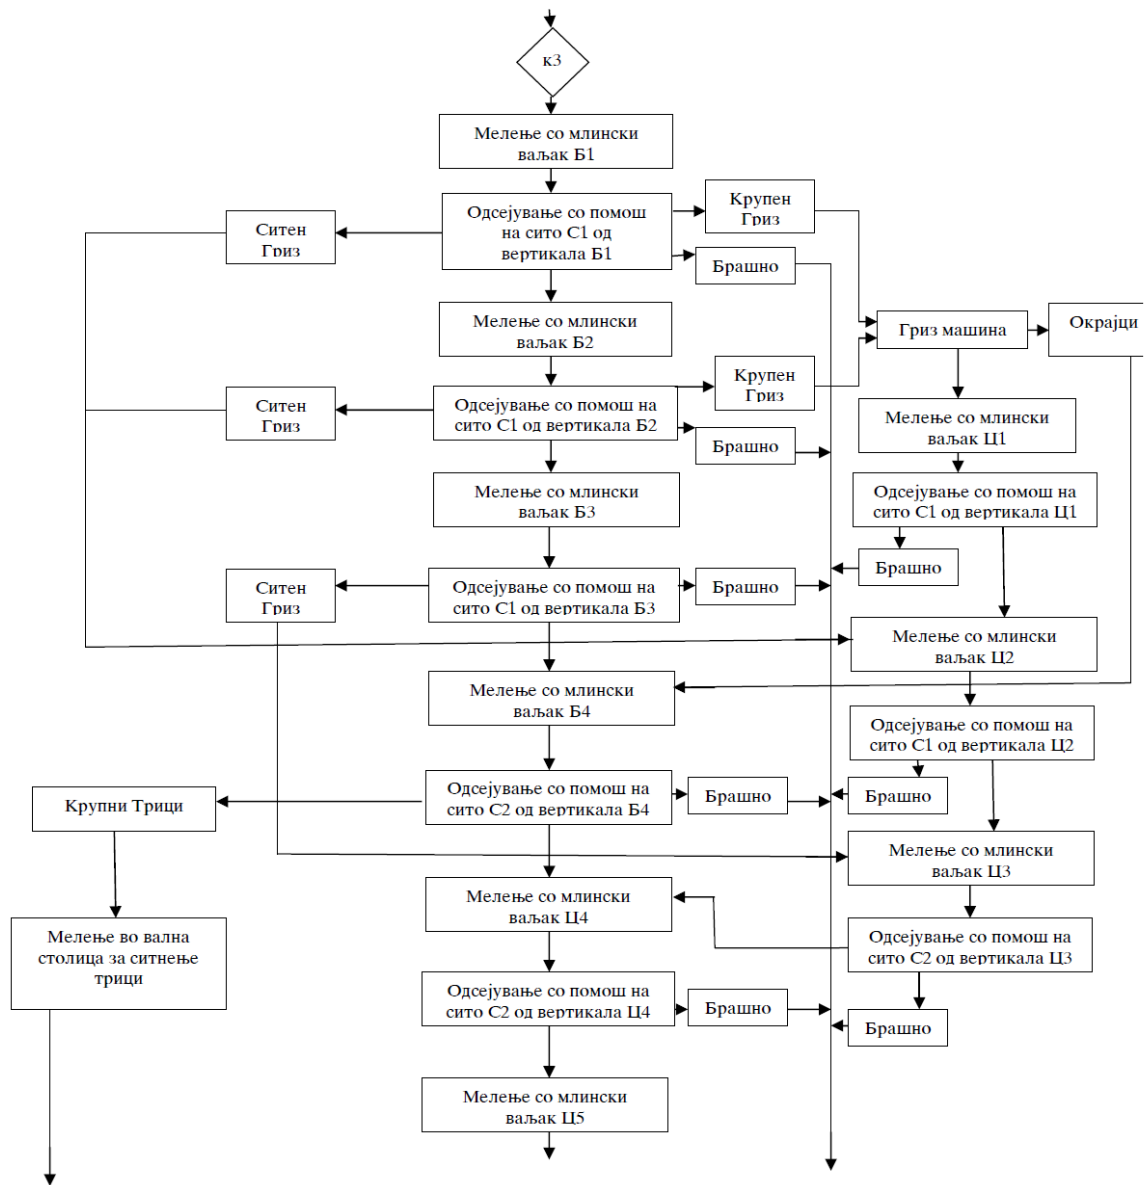 к3
Мелење со млински
ваљак Б1
Одсејување со помош
на сито С1 од
вертикала Б1
Крупен
Гриз
Ситен
Гриз
Брашно
Мелење со млински
ваљак Б2
Гриз машина
Окрајци
Одсејување со помош на
сито С1 од вертикала Б2
Крупен
Гриз
Ситен
Гриз
Брашно
Мелење со млински
ваљак Ц1
Мелење со млински
ваљак Б3
Одсејување со помош на
сито С1 од вертикала Ц1
Брашно
Ситен
Гриз
Одсејување со помош на
сито С1 од вертикала Б3
Брашно
Мелење со млински
ваљак Ц2
Мелење со млински
ваљак Б4
Одсејување со помош на
сито С1 од вертикала Ц2
Крупни Трици
Одсејување со помош на
сито С2 од вертикала Б4
Брашно
Брашно
Мелење со млински
ваљак Ц3
Мелење со млински
ваљак Ц4
Мелење во вална
столица за ситнење
трици
Одсејување со помош на
сито С2 од вертикала Ц3
Одсејување со помош на
сито С2 од вертикала Ц4
Брашно
Брашно
Мелење со млински
ваљак Ц5